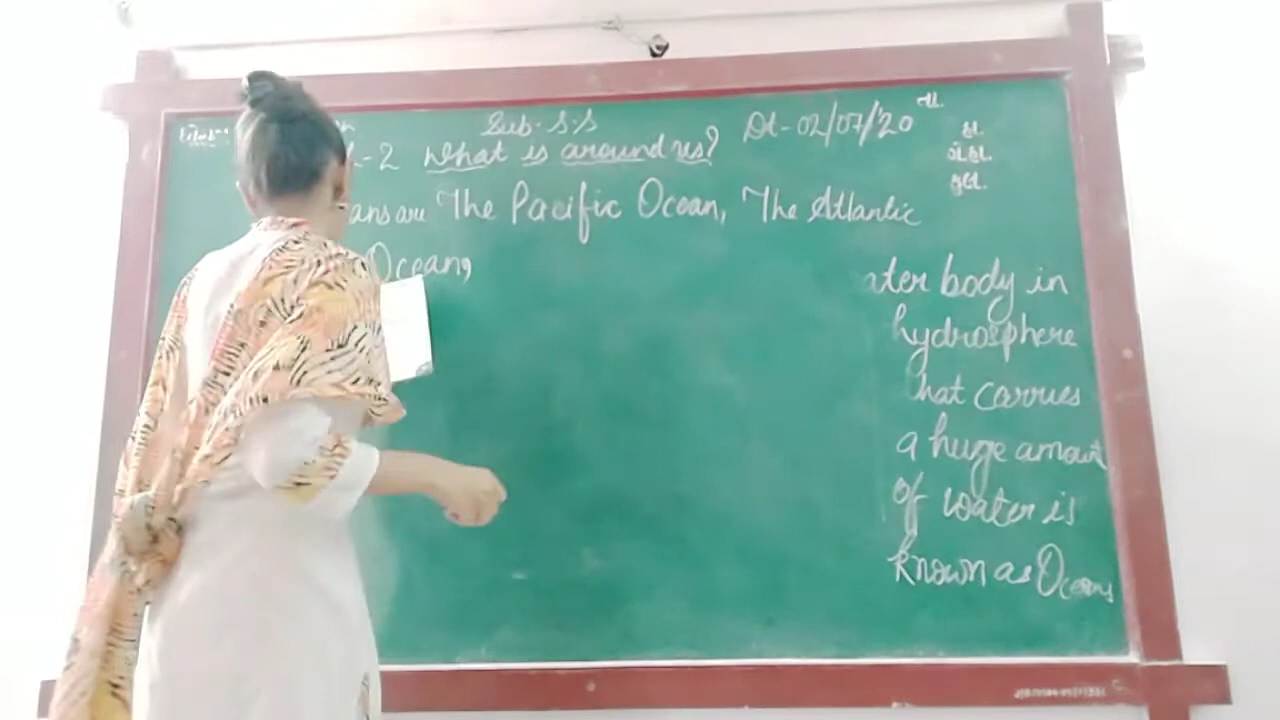 Sub- S.S
Dt-02/07/'20
તા.
હા.
ગે.હા.
કુલ.
-2 What is around us?
ans are The Pacific Ocean, The Atlantic
Ocean,
ater body in
hydrosphere
hat carries
a huge amount
of water is
known as Oceans